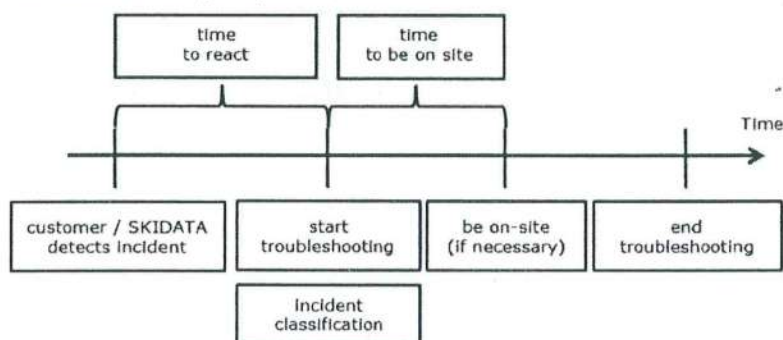 time
to react
time
to be on site
Time
customer / SKIDATA
detects incident
start
troubleshooting
be on-site
(if necessary)
end
troubleshooting
incident
classification